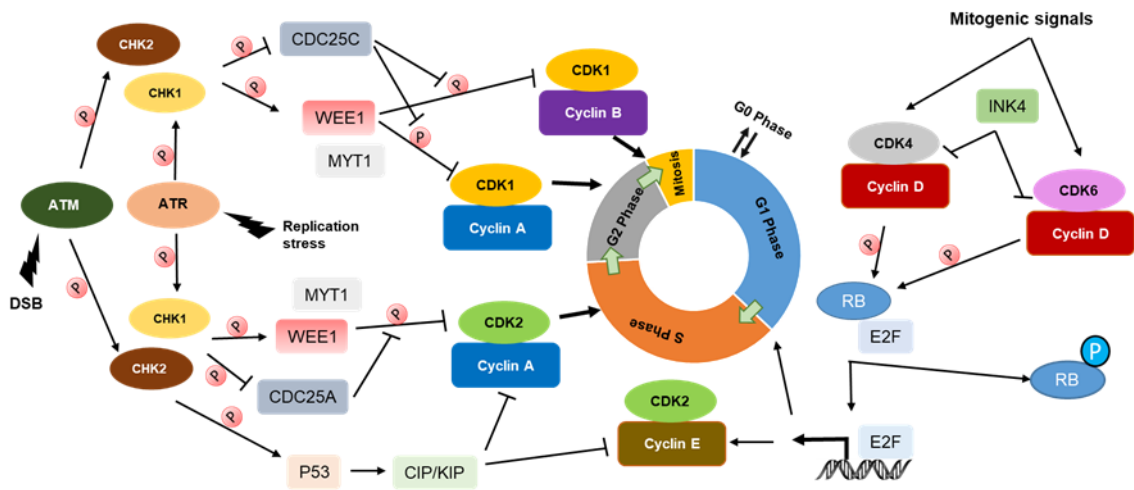 Mitogenic signals
CHK2
P
CDC25C
CHK1
P
P
CDK1
Cyclin B
WEE1
MYT1
P
P
P
G0 Phase
INK4
CDK4
Cyclin D
CDK6
Cyclin D
ATM
ATR
CDK1
Cyclin A
Mitosis
G1 Phase
G2 Phase
S Phase
Replication
stress
DSB
P
P
P
P
MYT1
CHK1
P
WEE1
P
CDK2
Cyclin A
RB
E2F
CHK2
P
CDC25A
P
RB
P
CDK2
Cyclin E
E2F
P53
CIP/KIP